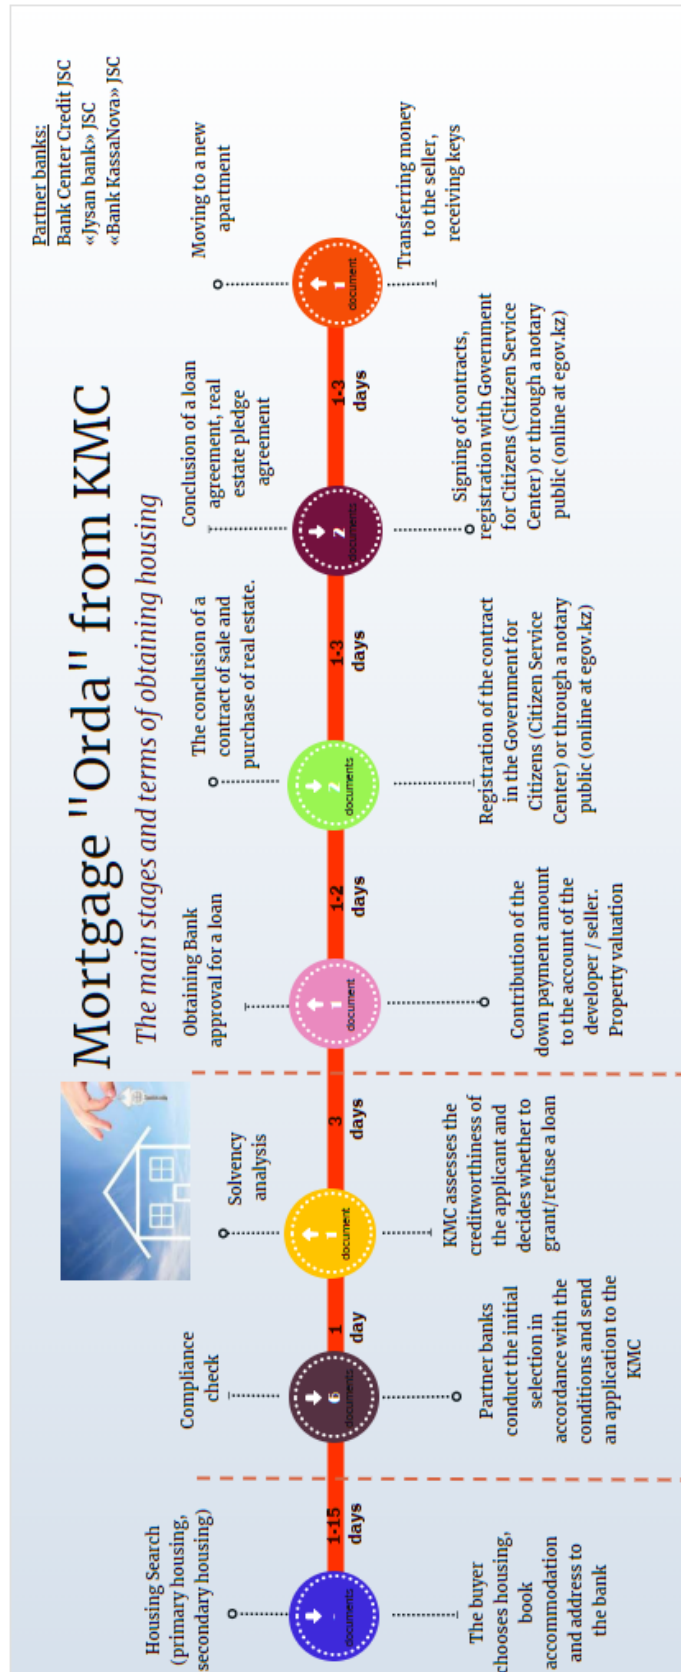 Partner banks:
Bank Center Credit JSC
«Jysan bank» JSC
«Bank KassaNova» JSC
Mortgage "Orda" from KMC
The main stages and terms of obtaining housing
Housing Search
(primary housing,
secondary housing)
documents
The buyer
chooses housing,
book
accommodation
and address to
the bank
1-15
days
Compliance
check
6
documents
Partner banks
conduct the initial
selection in
accordance with the
conditions and send
an application to the
KMC
1
day
Solvency
analysis
1
document
KMC assesses the
creditworthiness of
the applicant and
decides whether to
grant/refuse a loan
3
days
Obtaining Bank
approval for a loan
1
document
Contribution of the
down payment amount
to the account of the
developer / seller.
Property valuation
1-2
days
The conclusion of a
contract of sale and
purchase of real estate.
2
documents
Registration of the contract
in the Government for
Citizens (Citizen Service
Center) or through a notary
public (online at egov.kz)
1-3
days
Conclusion of a loan
agreement, real
estate pledge
agreement
2
documents
Signing of contracts,
registration with Government
for Citizens (Citizen Service
Center) or through a notary
public (online at egov.kz)
1-3
days
Moving to a new
apartment
1
document
Transferring money
to the seller,
receiving keys